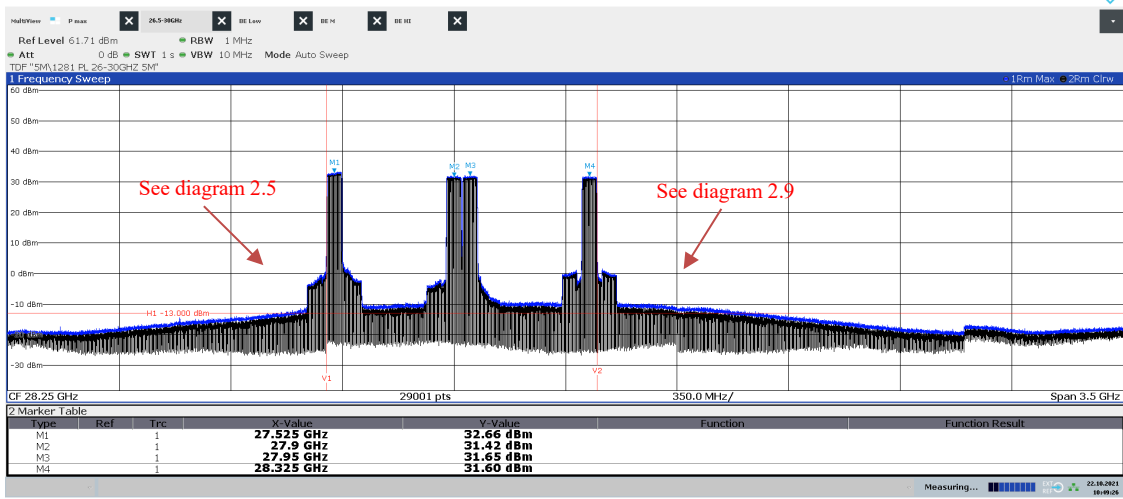 MultiView P max 26.5-30GHz BE Low BE M BE HI
Ref Level 61.71 dBm RBW 1 MHz
Att 0 dB SWT 1 s VBW 10 MHz Mode Auto Sweep
TDF "5M\1281 PL 26-30GHZ 5M"
1 Frequency Sweep 1Rm Max 2Rm Clrw
60 dBm
50 dBm
40 dBm
M1 M2 M3 M4
30 dBm
See diagram 2.5 See diagram 2.9
20 dBm
10 dBm
0 dBm
-10 dBm
H1 -13.000 dBm
-30 dBm
V1 V2
CF 28.25 GHz 29001 pts 350.0 MHz/ Span 3.5 GHz
2 Marker Table
Type Ref Trc X-Value Y-Value Function Function Result
M1 1 27.525 GHz 32.66 dBm
M2 1 27.9 GHz 31.42 dBm
M3 1 27.95 GHz 31.65 dBm
M4 1 28.325 GHz 31.60 dBm
Measuring... EXT REF 22.10.2021
10:49:26